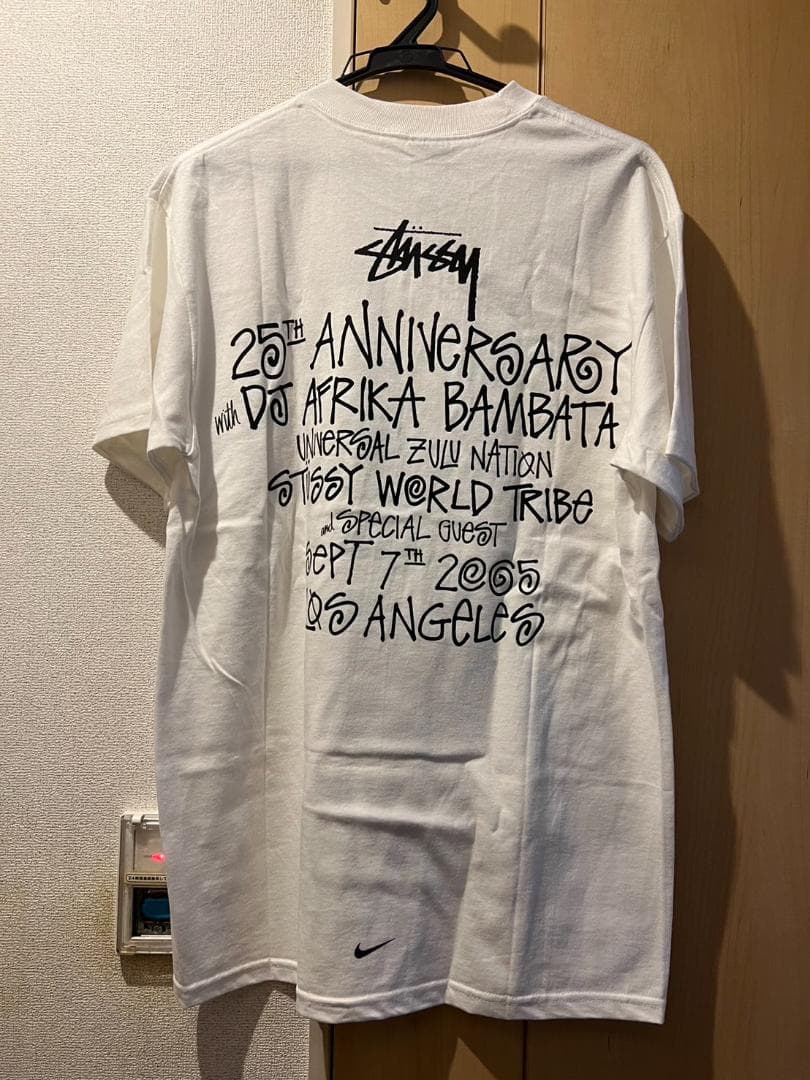 Stüssy
25TH ANNIVERSARY
with DJ AFRIKA BAMBATA
UNIVERSAL ZULU NATION
STÜSSY WORLD TRIBE
and SPECIAL GUEST
SEPT 7TH 2005
LOS ANGELES